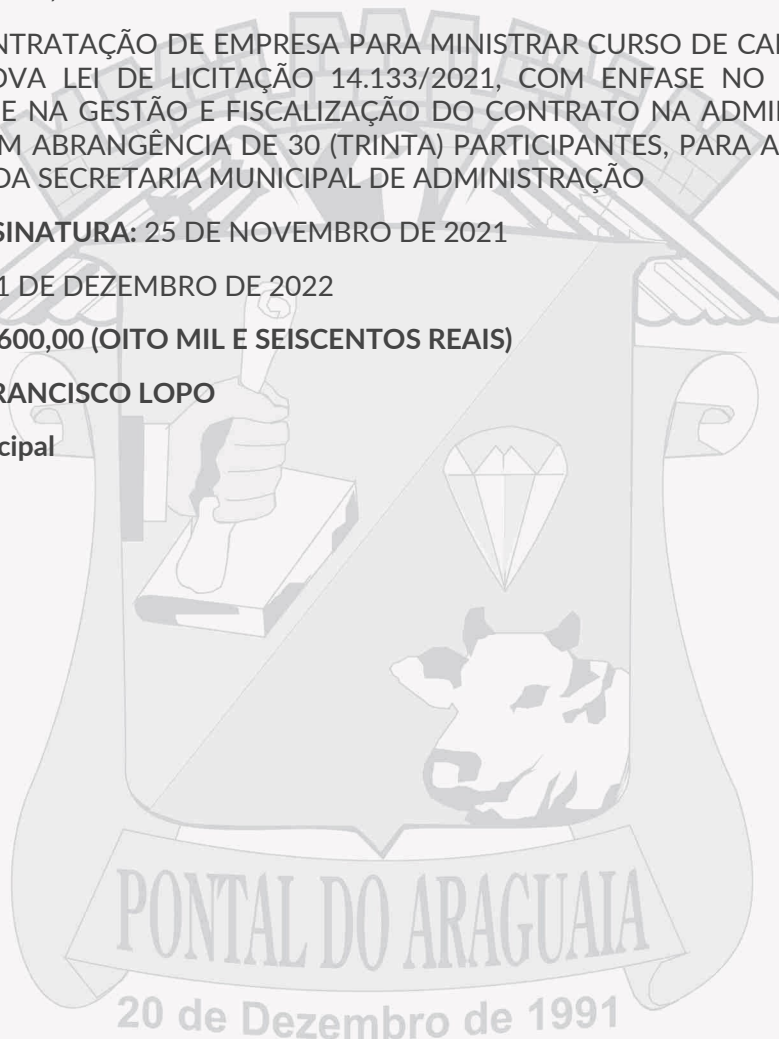 NTRATAÇÃO DE EMPRESA PARA MINISTRAR CURSO DE CA
OVA LEI DE LICITAÇÃO 14.133/2021, COM ENFASE NO
E NA GESTÃO E FISCALIZAÇÃO DO CONTRATO NA ADMI
M ABRANGÊNCIA DE 30 (TRINTA) PARTICIPANTES, PARA A
DA SECRETARIA MUNICIPAL DE ADMINISTRAÇÃO
SINATURA: 25 DE NOVEMBRO DE 2021
1 DE DEZEMBRO DE 2022
600,00 (OITO MIL E SEISCENTOS REAIS)
RANCISCO LOPO
cipal
PONTAL DO ARAGUAIA
20 de Dezembro de 1991